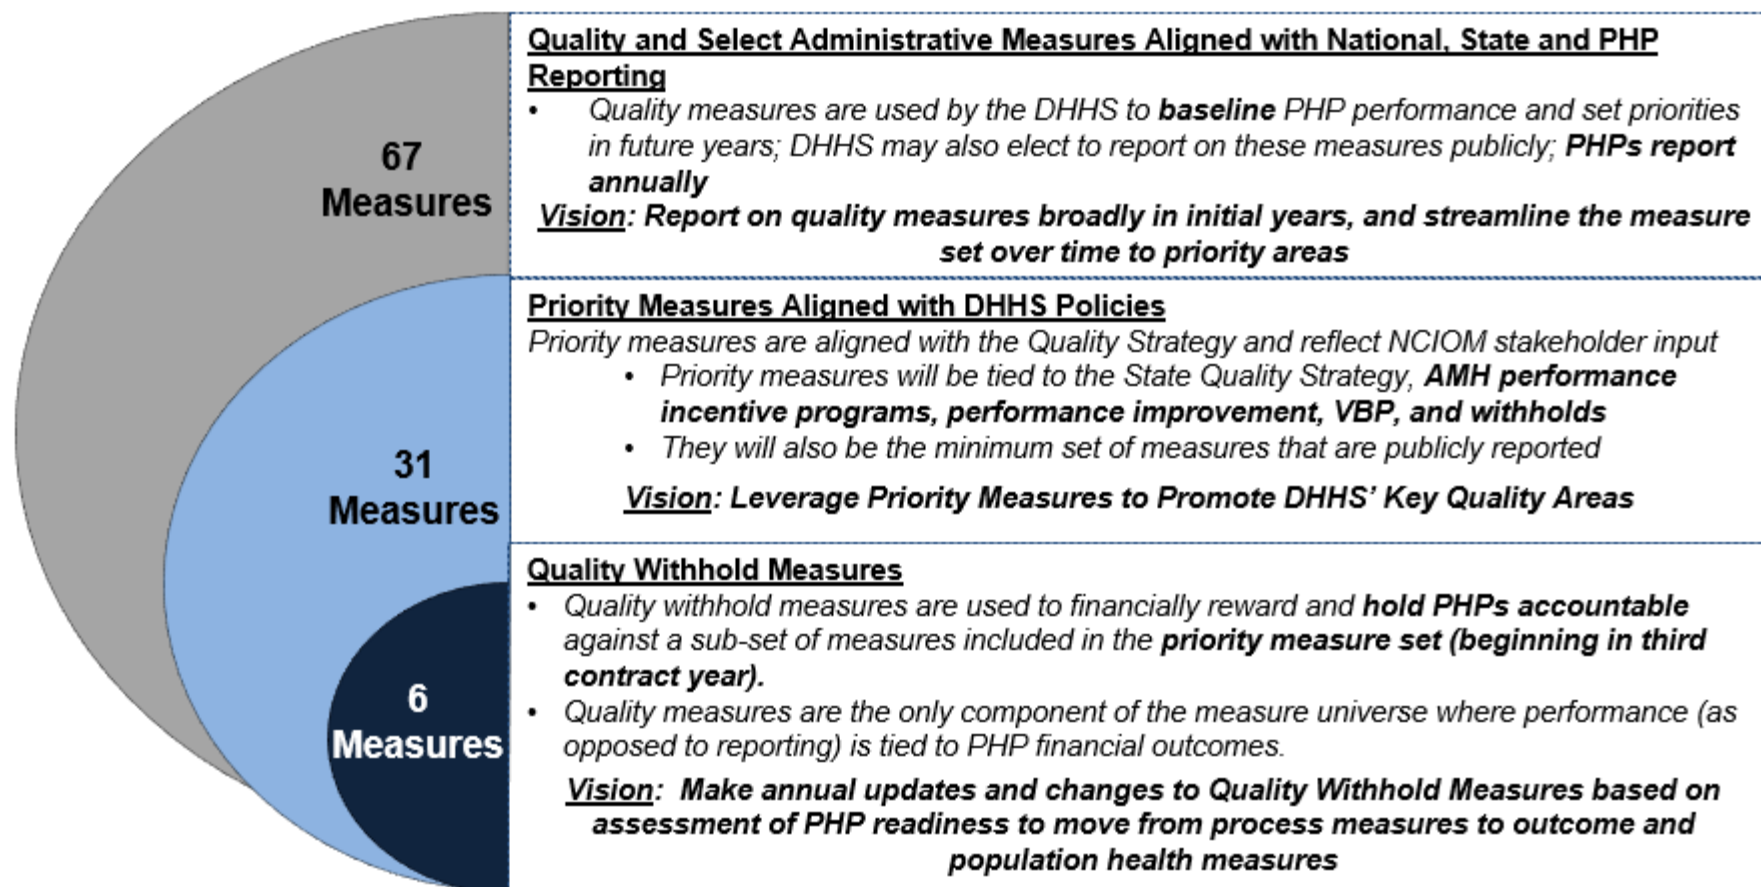 67
Measures
Quality and Select Administrative Measures Aligned with National, State and PHP
Reporting
• Quality measures are used by the DHHS to baseline PHP performance and set priorities
in future years; DHHS may also elect to report on these measures publicly; PHPs report
annually
Vision: Report on quality measures broadly in initial years, and streamline the measure
set over time to priority areas
31
Measures
Priority Measures Aligned with DHHS Policies
Priority measures are aligned with the Quality Strategy and reflect NCIOM stakeholder input
• Priority measures will be tied to the State Quality Strategy, AMH performance
incentive programs, performance improvement, VBP, and withholds
• They will also be the minimum set of measures that are publicly reported
Vision: Leverage Priority Measures to Promote DHHS’ Key Quality Areas
6
Measures
Quality Withhold Measures
• Quality withhold measures are used to financially reward and hold PHPs accountable
against a sub-set of measures included in the priority measure set (beginning in third
contract year).
• Quality measures are the only component of the measure universe where performance (as
opposed to reporting) is tied to PHP financial outcomes.
Vision: Make annual updates and changes to Quality Withhold Measures based on
assessment of PHP readiness to move from process measures to outcome and
population health measures